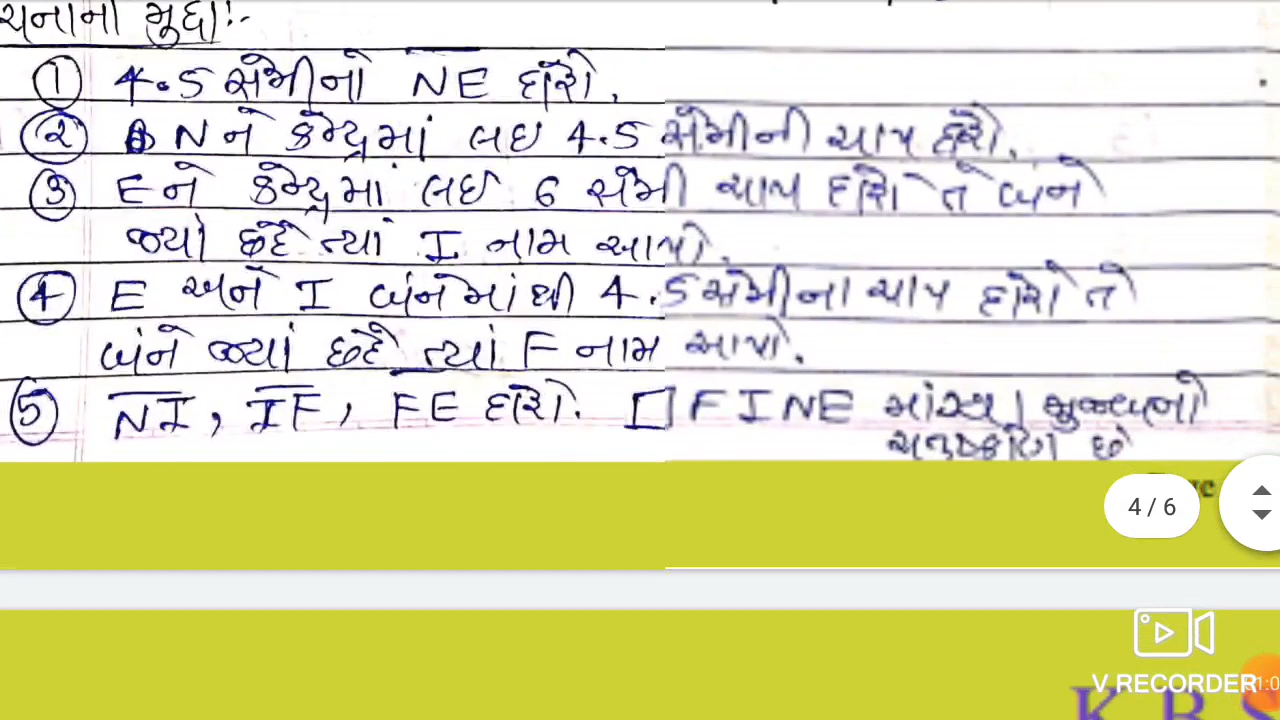 રચનાના મુદ્દા:-
① 4.5 સેમીનો NE દોરો.
② N ને કેન્દ્રમાં લઇ 4.5 સેમીની ચાપ દોરો.
③ E ને કેન્દ્રમાં લઇ 6 સેમી ચાપ દોરો તે બંને
જ્યાં છેદે ત્યાં I નામ આપો.
④ E અને I બંનેમાંથી 4.5 સેમીના ચાપ દોરો તે
બંને જ્યાં છેદે ત્યાં F નામ આપો.
⑤ NI, IF, FE દોરો. □ FINE માંગ્યા મુજબનો
ચતુષ્કોણ છે
4 / 6
V RECORDER
K B S